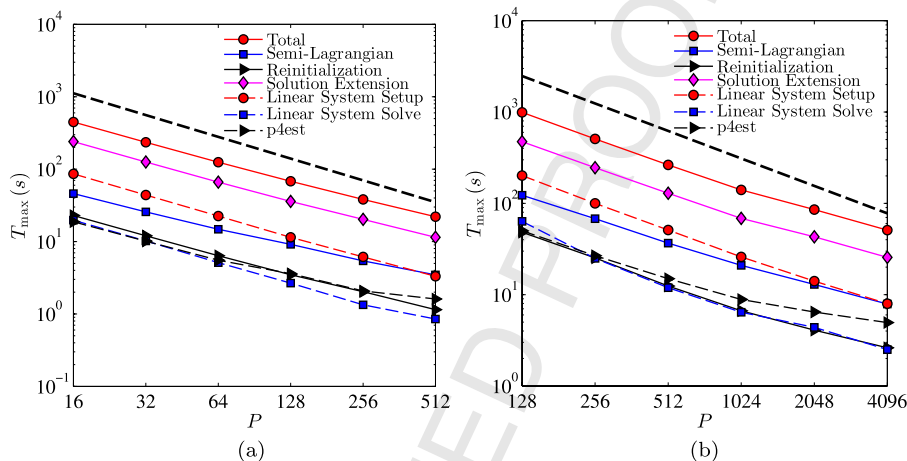 10^4
10^3
10^2
10^1
10^0
10^-1
T_max (s)
Total
Semi-Lagrangian
Reinitialization
Solution Extension
Linear System Setup
Linear System Solve
p4est
16 32 64 128 256 512
P
(a)
10^4
10^3
10^2
10^1
10^0
T_max (s)
Total
Semi-Lagrangian
Reinitialization
Solution Extension
Linear System Setup
Linear System Solve
p4est
128 256 512 1024 2048 4096
P
(b)
ED PROO